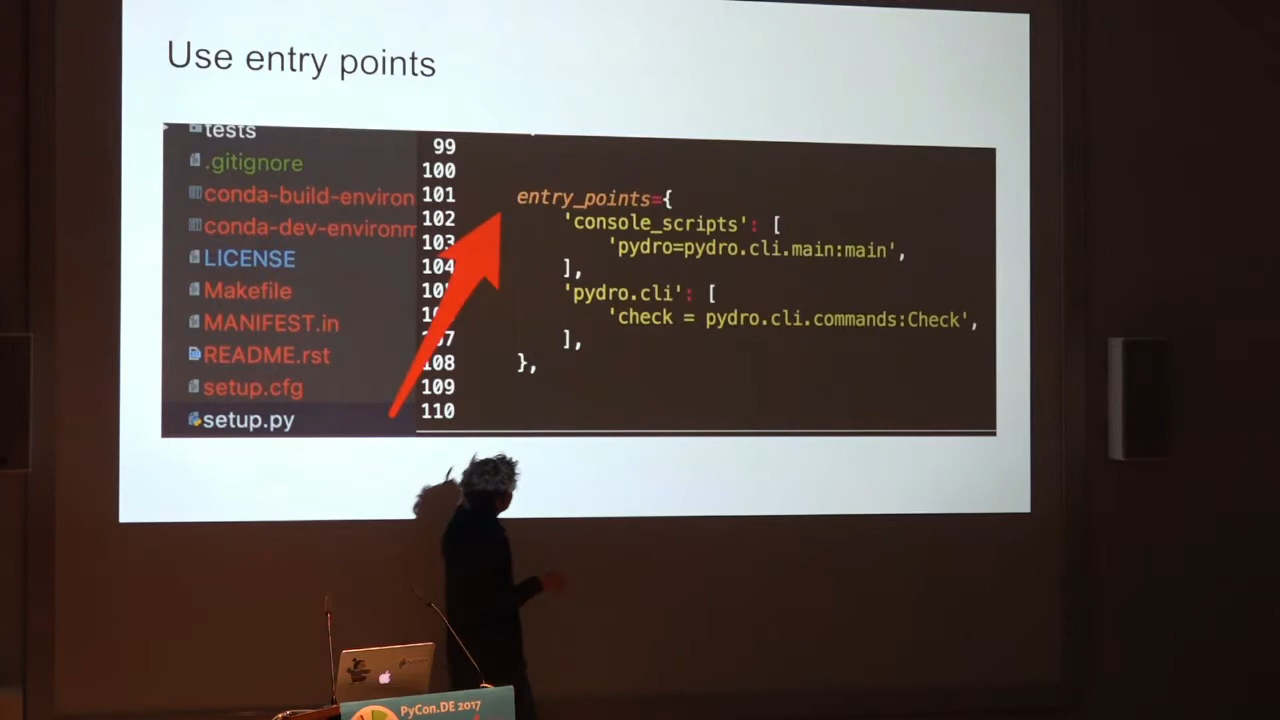 Use entry points
tests
.gitignore
conda-build-environ
conda-dev-environm
LICENSE
Makefile
MANIFEST.in
README.rst
setup.cfg
setup.py
99
100
101 entry_points={
102 'console_scripts': [
103 'pydro=pydro.cli.main:main',
104 ],
'pydro.cli': [
'check = pydro.cli.commands:Check',
],
108 },
109
110
PyCon.DE 2017